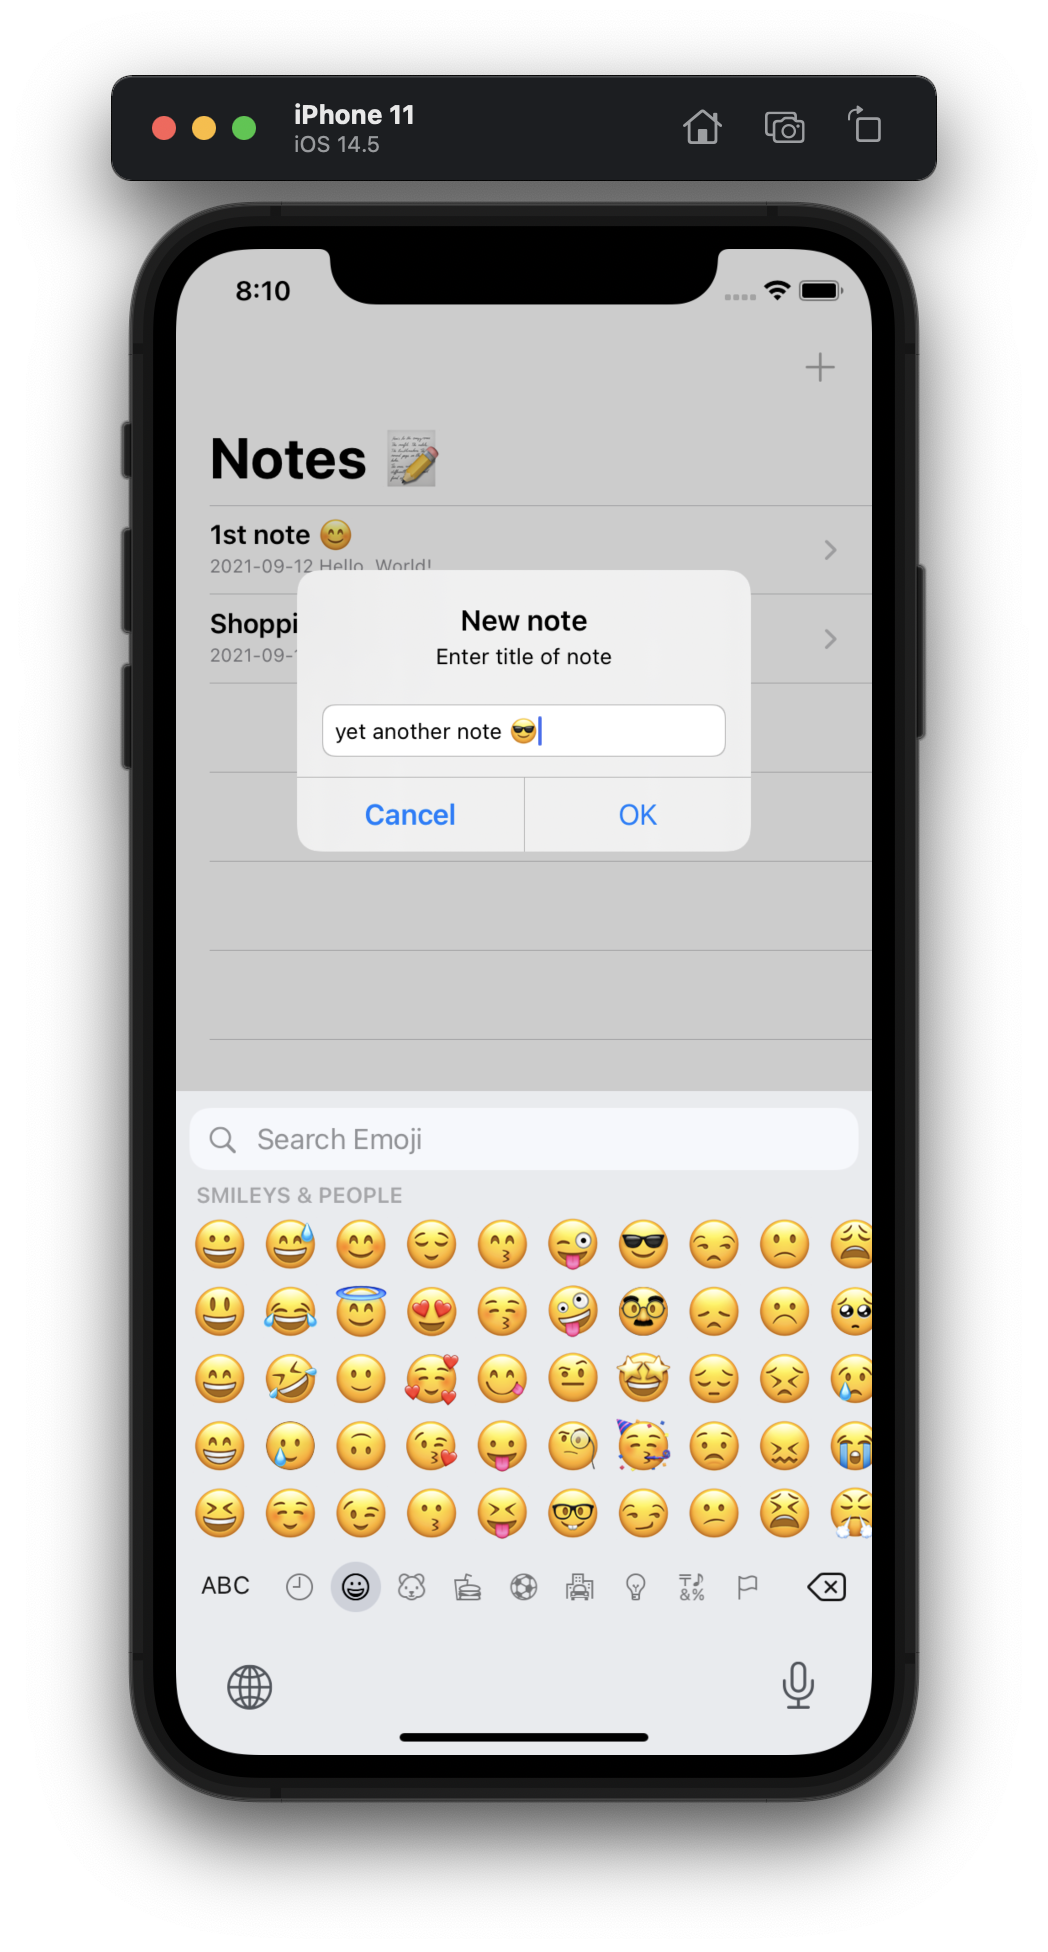 iPhone 11
iOS 14.5
8:10
Notes 📝
1st note 😊
2021-09-12 Hello, World!
Shoppi
2021-09-
New note
Enter title of note
yet another note 😎
Cancel
OK
Search Emoji
SMILEYS & PEOPLE
ABC